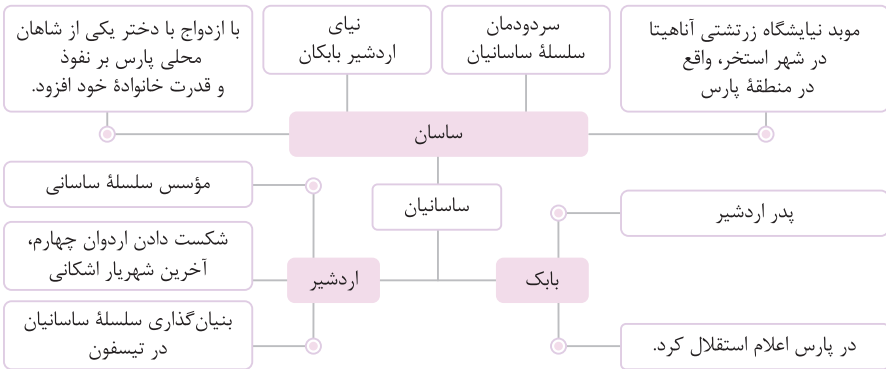 موبد نیایشگاه زرتشتی آناهیتا
در شهر استخر، واقع
در منطقهٔ پارس
سردودمان
سلسلهٔ ساسانیان
نیای
اردشیر بابکان
با ازدواج با دختر یکی از شاهان
محلی پارس بر نفوذ
و قدرت خانوادهٔ خود افزود.
ساسان
ساسانیان
پدر اردشیر
بابک
در پارس اعلام استقلال کرد.
مؤسس سلسلهٔ ساسانی
اردشیر
شکست دادن اردوان چهارم،
آخرین شهریار اشکانی
بنیان‌گذاری سلسلهٔ ساسانیان
در تیسفون